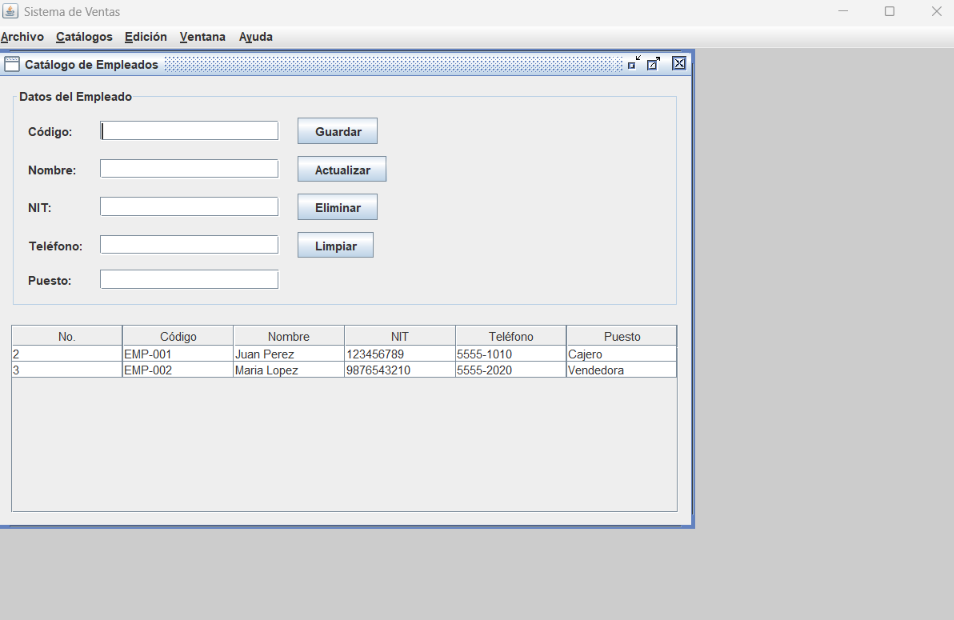 Sistema de Ventas
Archivo Catálogos Edición Ventana Ayuda
Catálogo de Empleados
Datos del Empleado
Código: Guardar
Nombre: Actualizar
NIT: Eliminar
Teléfono: Limpiar
Puesto:
No. Código Nombre NIT Teléfono Puesto
2 EMP-001 Juan Perez 123456789 5555-1010 Cajero
3 EMP-002 Maria Lopez 9876543210 5555-2020 Vendedora